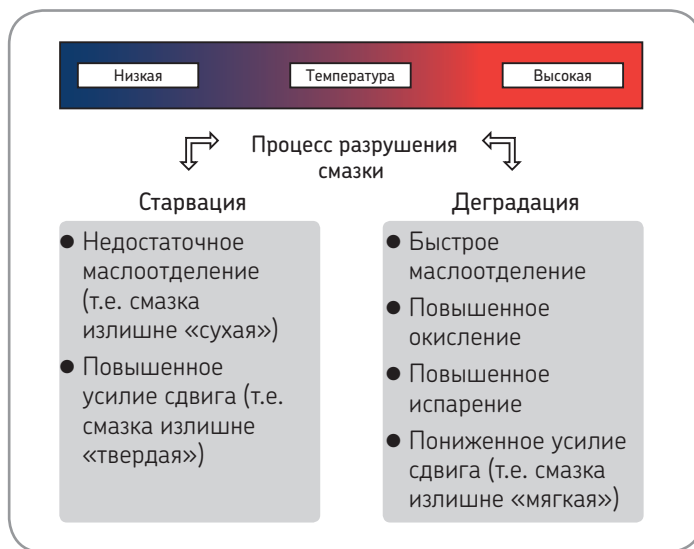 Низкая
Температура
Высокая
Процесс разрушения
смазки
Старвация
● Недостаточное
маслоотделение
(т.е. смазка
излишне «сухая»)
● Повышенное
усилие сдвига (т.е.
смазка излишне
«твердая»)
Деградация
● Быстрое
маслоотделение
● Повышенное
окисление
● Повышенное
испарение
● Пониженное усилие
сдвига (т.е. смазка
излишне «мягкая»)